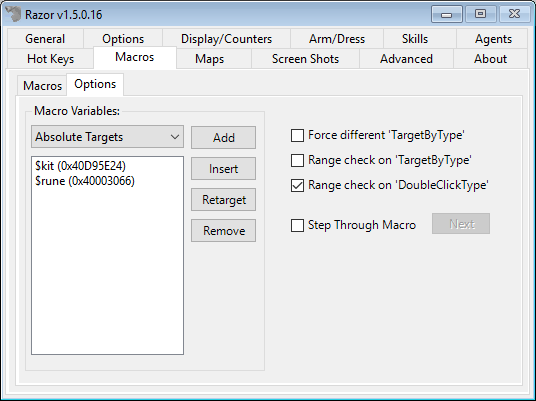 Razor v1.5.0.16
General Options Display/Counters Arm/Dress Skills Agents
Hot Keys Macros Maps Screen Shots Advanced About
Macros Options
Macro Variables:
Absolute Targets
Add
$kit (0x40D95E24)
$rune (0x40003066)
Insert
Retarget
Remove
Force different 'TargetByType'
Range check on 'TargetByType'
Range check on 'DoubleClickType'
Step Through Macro
Next